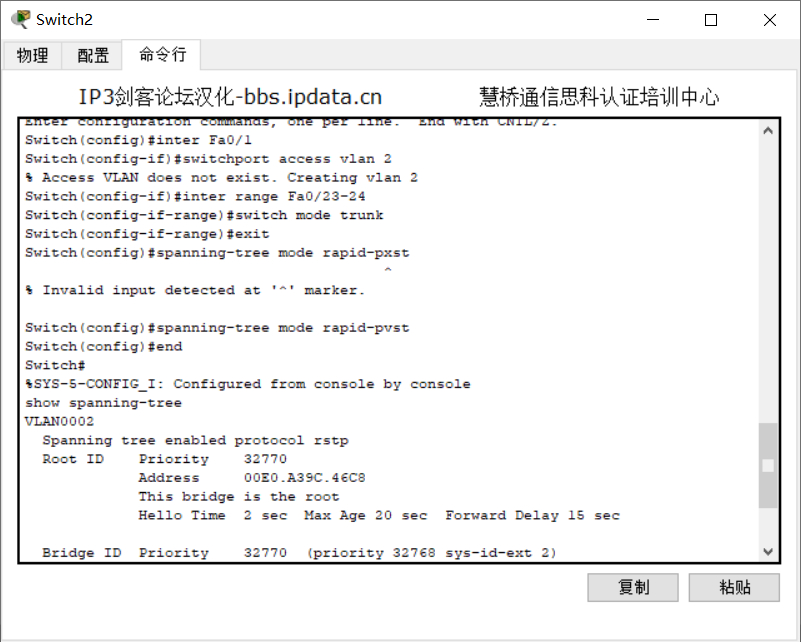 Switch2
物理 配置 命令行
IP3剑客论坛汉化-bbs.ipdata.cn 慧桥通信思科认证培训中心
Enter configuration commands, one per line. End with CNTL/Z.
Switch(config)#inter Fa0/1
Switch(config-if)#switchport access vlan 2
% Access VLAN does not exist. Creating vlan 2
Switch(config-if)#inter range Fa0/23-24
Switch(config-if-range)#switch mode trunk
Switch(config-if-range)#exit
Switch(config)#spanning-tree mode rapid-pxst
^
% Invalid input detected at '^' marker.
Switch(config)#spanning-tree mode rapid-pvst
Switch(config)#end
Switch#
%SYS-5-CONFIG_I: Configured from console by console
show spanning-tree
VLAN0002
Spanning tree enabled protocol rstp
Root ID Priority 32770
Address 00E0.A39C.46C8
This bridge is the root
Hello Time 2 sec Max Age 20 sec Forward Delay 15 sec
Bridge ID Priority 32770 (priority 32768 sys-id-ext 2)
复制 粘贴